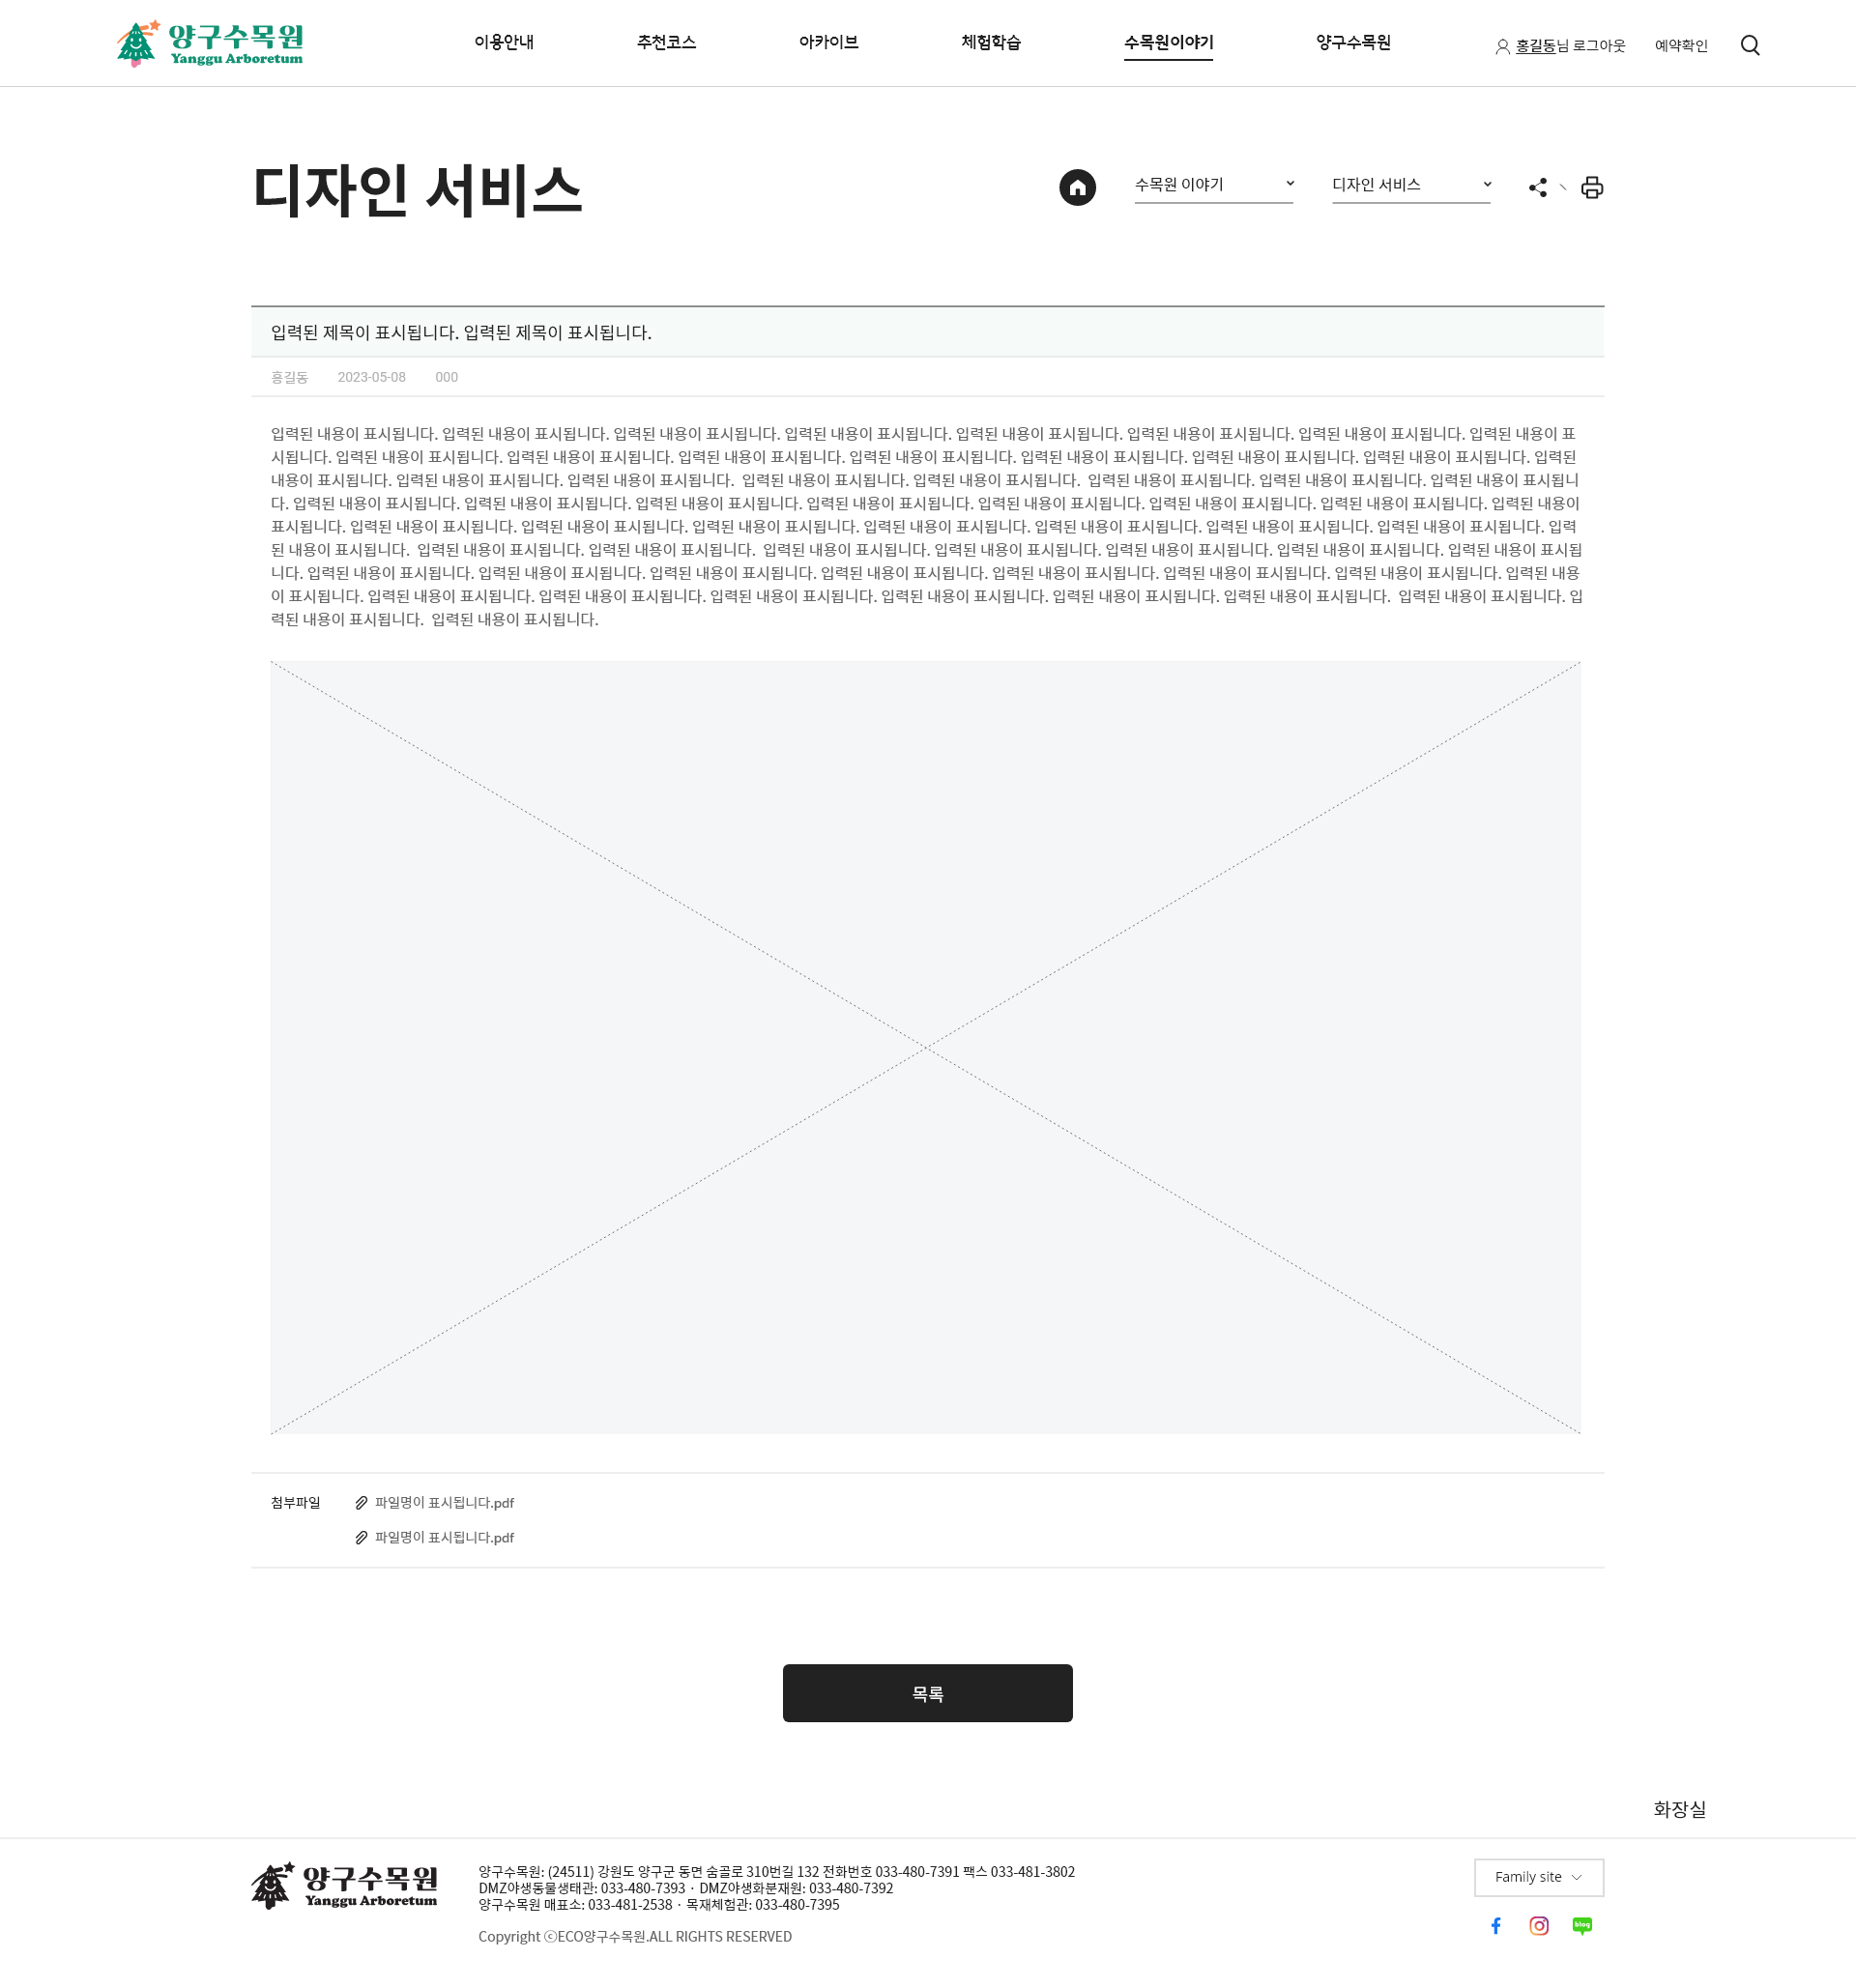 양구수목원
Yanggu Arboretum
이용안내 추천코스 아카이브 체험학습 수목원이야기 양구수목원
홍길동님 로그아웃 예약확인
디자인 서비스
수목원 이야기 디자인 서비스
입력된 제목이 표시됩니다. 입력된 제목이 표시됩니다.
홍길동 2023-05-08 000
입력된 내용이 표시됩니다. 입력된 내용이 표시됩니다. 입력된 내용이 표시됩니다. 입력된 내용이 표시됩니다. 입력된 내용이 표시됩니다. 입력된 내용이 표시됩니다. 입력된 내용이 표시됩니다. 입력된 내용이 표
시됩니다. 입력된 내용이 표시됩니다. 입력된 내용이 표시됩니다. 입력된 내용이 표시됩니다. 입력된 내용이 표시됩니다. 입력된 내용이 표시됩니다. 입력된 내용이 표시됩니다. 입력된 내용이 표시됩니다. 입력된
내용이 표시됩니다. 입력된 내용이 표시됩니다. 입력된 내용이 표시됩니다. 입력된 내용이 표시됩니다. 입력된 내용이 표시됩니다. 입력된 내용이 표시됩니다. 입력된 내용이 표시됩니다. 입력된 내용이 표시됩니
다. 입력된 내용이 표시됩니다. 입력된 내용이 표시됩니다. 입력된 내용이 표시됩니다. 입력된 내용이 표시됩니다. 입력된 내용이 표시됩니다. 입력된 내용이 표시됩니다. 입력된 내용이 표시됩니다. 입력된 내용이
표시됩니다. 입력된 내용이 표시됩니다. 입력된 내용이 표시됩니다. 입력된 내용이 표시됩니다. 입력된 내용이 표시됩니다. 입력된 내용이 표시됩니다. 입력된 내용이 표시됩니다. 입력된 내용이 표시됩니다. 입력
된 내용이 표시됩니다. 입력된 내용이 표시됩니다. 입력된 내용이 표시됩니다. 입력된 내용이 표시됩니다. 입력된 내용이 표시됩니다. 입력된 내용이 표시됩니다. 입력된 내용이 표시됩니다. 입력된 내용이 표시됩
니다. 입력된 내용이 표시됩니다. 입력된 내용이 표시됩니다. 입력된 내용이 표시됩니다. 입력된 내용이 표시됩니다. 입력된 내용이 표시됩니다. 입력된 내용이 표시됩니다. 입력된 내용이 표시됩니다. 입력된 내용
이 표시됩니다. 입력된 내용이 표시됩니다. 입력된 내용이 표시됩니다. 입력된 내용이 표시됩니다. 입력된 내용이 표시됩니다. 입력된 내용이 표시됩니다. 입력된 내용이 표시됩니다. 입력된 내용이 표시됩니다. 입
력된 내용이 표시됩니다. 입력된 내용이 표시됩니다.
첨부파일 파일명이 표시됩니다.pdf
파일명이 표시됩니다.pdf
목록
화장실
양구수목원
Yanggu Arboretum
양구수목원: (24511) 강원도 양구군 동면 숨골로 310번길 132 전화번호 033-480-7391 팩스 033-481-3802
DMZ야생동물생태관: 033-480-7393 · DMZ야생화분재원: 033-480-7392
양구수목원 매표소: 033-481-2538 · 목재체험관: 033-480-7395
Copyright ⓒECO양구수목원.ALL RIGHTS RESERVED
Family site
blog